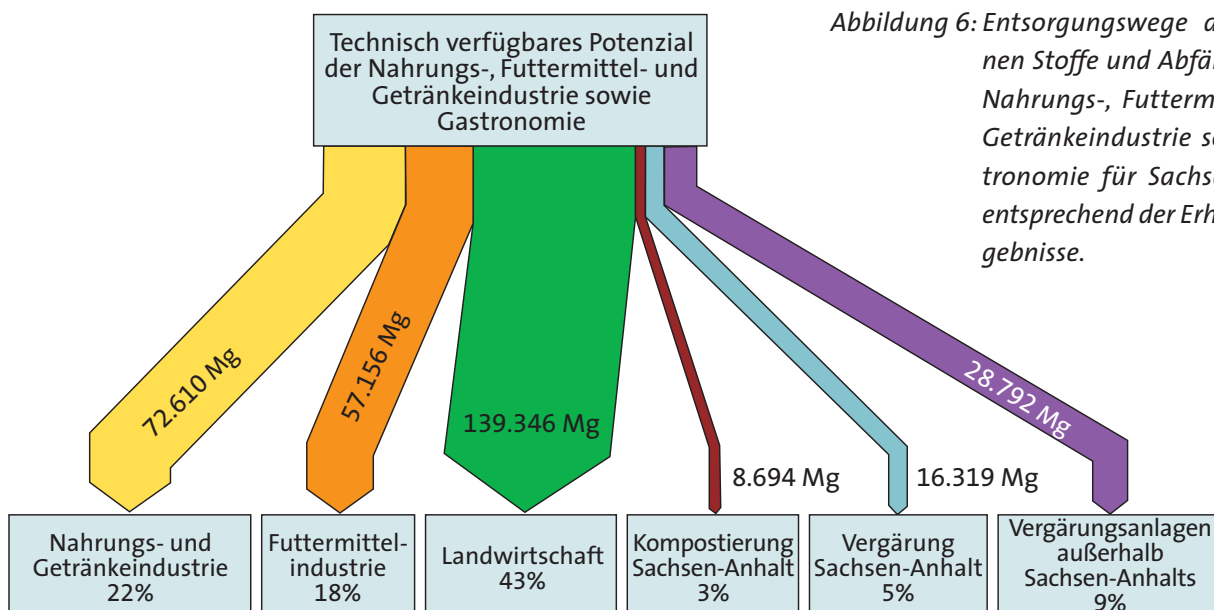 Technisch verfügbares Potenzial
der Nahrungs-, Futtermittel- und
Getränkeindustrie sowie
Gastronomie
Abbildung 6: Entsorgungswege
nen Stoffe und
Nahrungs-,
Getränkeindustrie
tronomie für
entsprechend der
gebnisse.
72.610 Mg
57.156 Mg
139.346 Mg
8.694 Mg
16.319 Mg
28.792 Mg
Nahrungs- und
Getränkeindustrie
22%
Futtermittel-
industrie
18%
Landwirtschaft
43%
Kompostierung
Sachsen-Anhalt
3%
Vergärung
Sachsen-Anhalt
5%
Vergärungsanlagen
außerhalb
Sachsen-Anhalts
9%